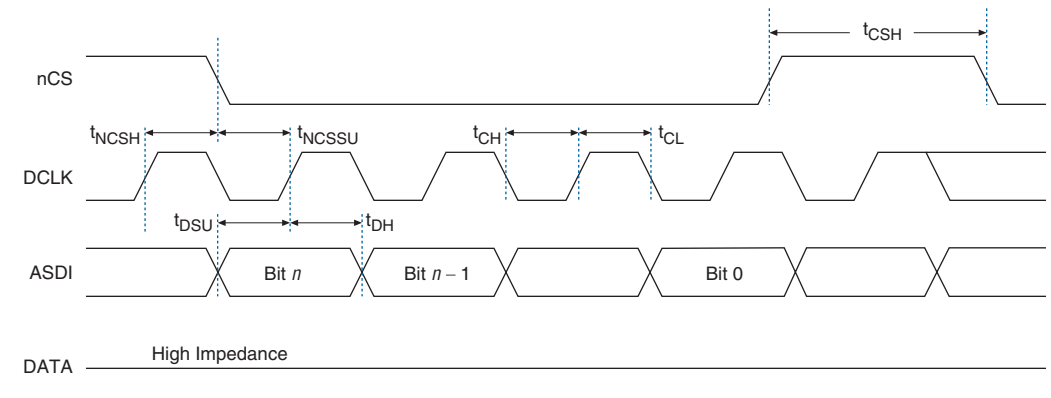 tCSH
nCS
tNCSH
tNCSSU
tCH
tCL
DCLK
tDSU
tDH
ASDI
Bit n
Bit n – 1
Bit 0
High Impedance
DATA